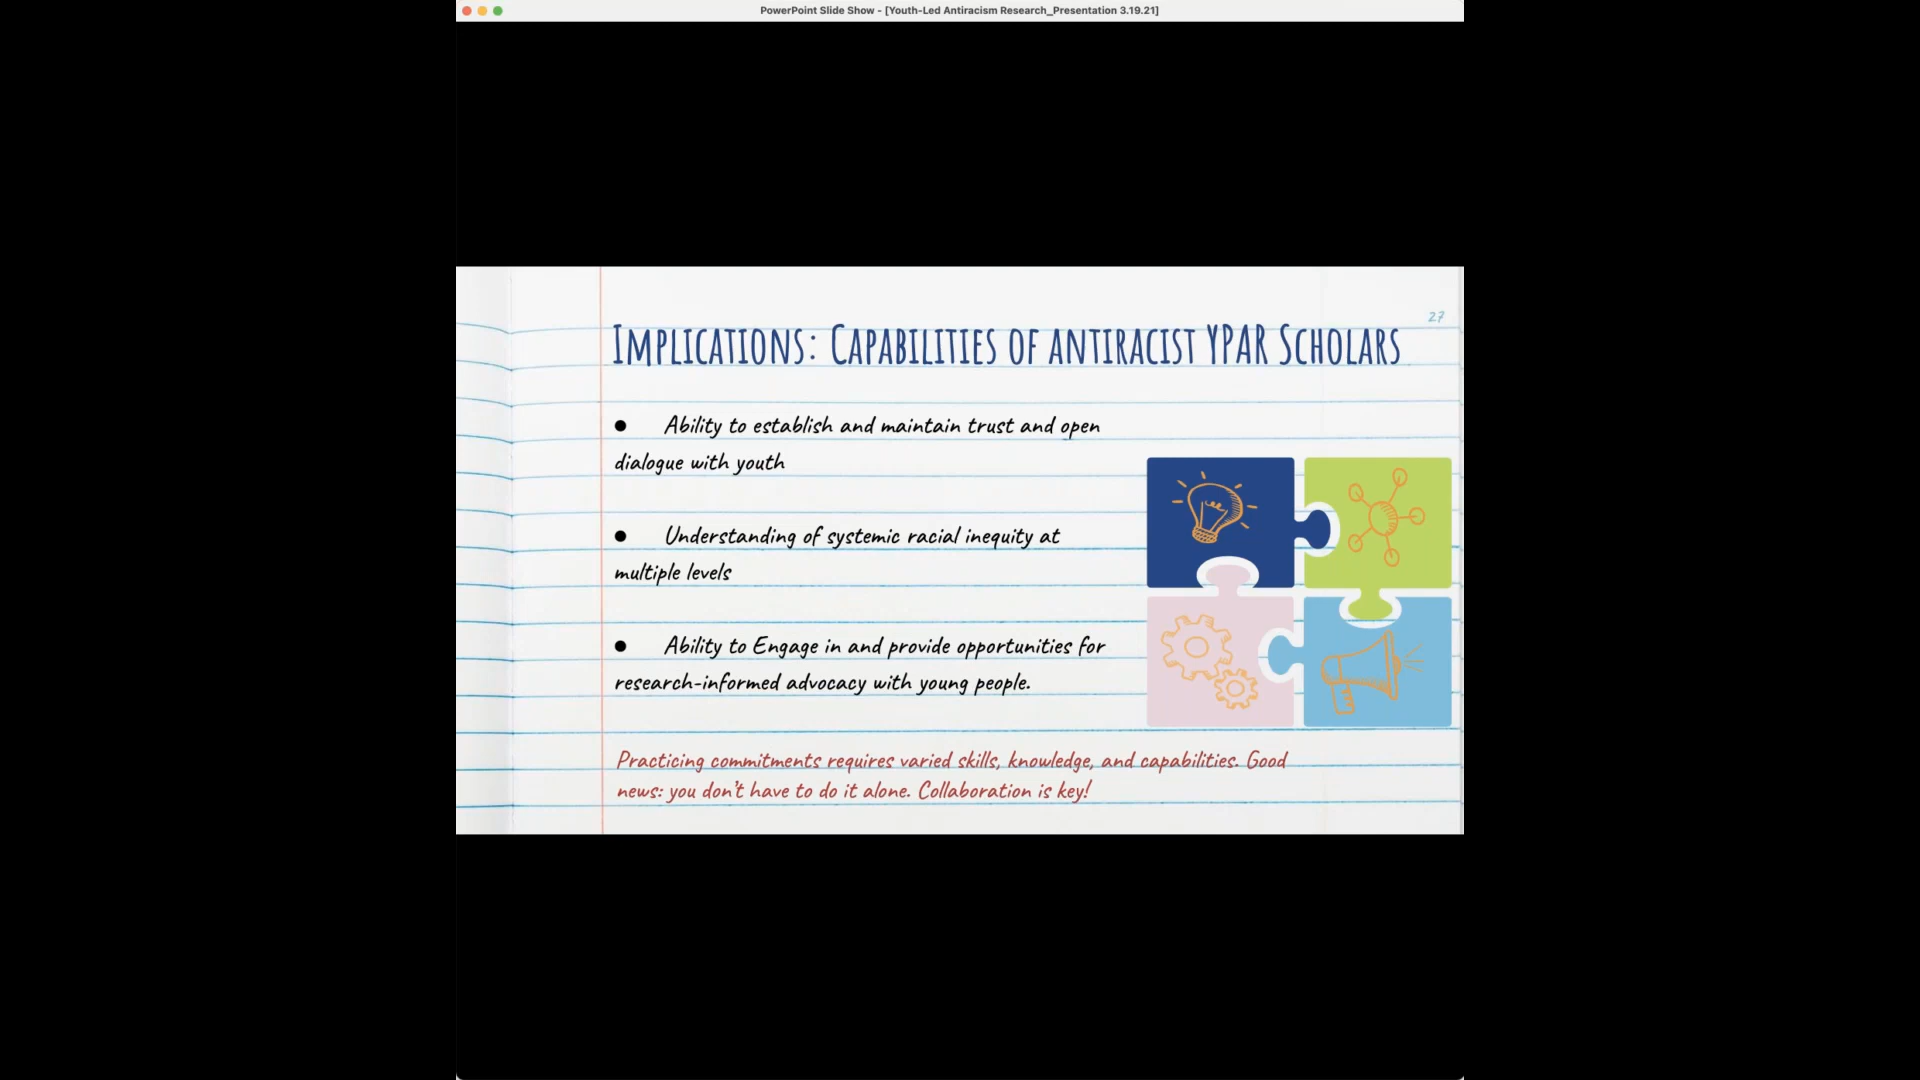 PowerPoint Slide Show - [Youth-Led Antiracism Research_Presentation 3.19.21]
27
Implications: Capabilities of antiracist YPAR Scholars
● Ability to establish and maintain trust and open
dialogue with youth
● Understanding of systemic racial inequity at
multiple levels
● Ability to Engage in and provide opportunities for
research-informed advocacy with young people.
Practicing commitments requires varied skills, knowledge, and capabilities. Good
news: you don't have to do it alone. Collaboration is key!